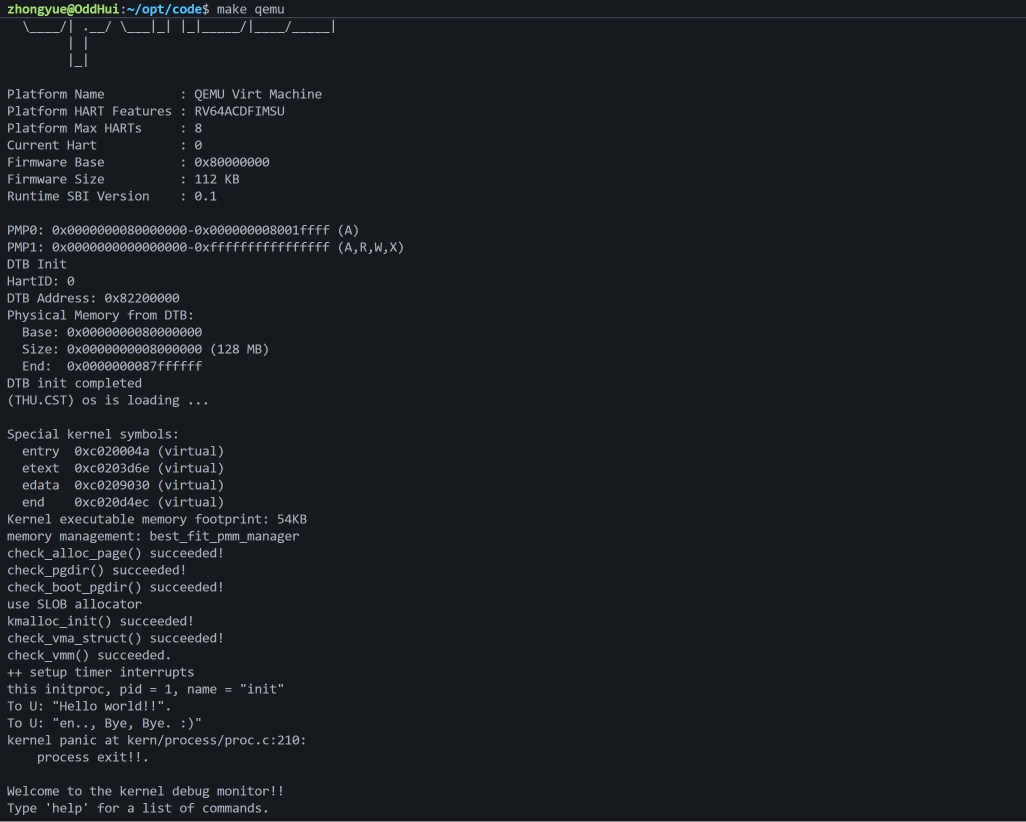 zhongyue@OddHui:~/opt/code$ make qemu
  \____/| .__/ \___|_| |_|_____/|____/_____|
        | |
        |_|

Platform Name          : QEMU Virt Machine
Platform HART Features : RV64ACDFIMSU
Platform Max HARTs     : 8
Current Hart           : 0
Firmware Base          : 0x80000000
Firmware Size          : 112 KB
Runtime SBI Version    : 0.1

PMP0: 0x0000000080000000-0x000000008001ffff (A)
PMP1: 0x0000000000000000-0xffffffffffffffff (A,R,W,X)
DTB Init
HartID: 0
DTB Address: 0x82200000
Physical Memory from DTB:
  Base: 0x0000000080000000
  Size: 0x0000000008000000 (128 MB)
  End:  0x0000000087ffffff
DTB init completed
(THU.CST) os is loading ...

Special kernel symbols:
  entry  0xc020004a (virtual)
  etext  0xc0203d6e (virtual)
  edata  0xc0209030 (virtual)
  end    0xc020d4ec (virtual)
Kernel executable memory footprint: 54KB
memory management: best_fit_pmm_manager
check_alloc_page() succeeded!
check_pgdir() succeeded!
check_boot_pgdir() succeeded!
use SLOB allocator
kmalloc_init() succeeded!
check_vma_struct() succeeded!
check_vmm() succeeded.
++ setup timer interrupts
this initproc, pid = 1, name = "init"
To U: "Hello world!!".
To U: "en.., Bye, Bye. :)"
kernel panic at kern/process/proc.c:210:
    process exit!!.

Welcome to the kernel debug monitor!!
Type 'help' for a list of commands.